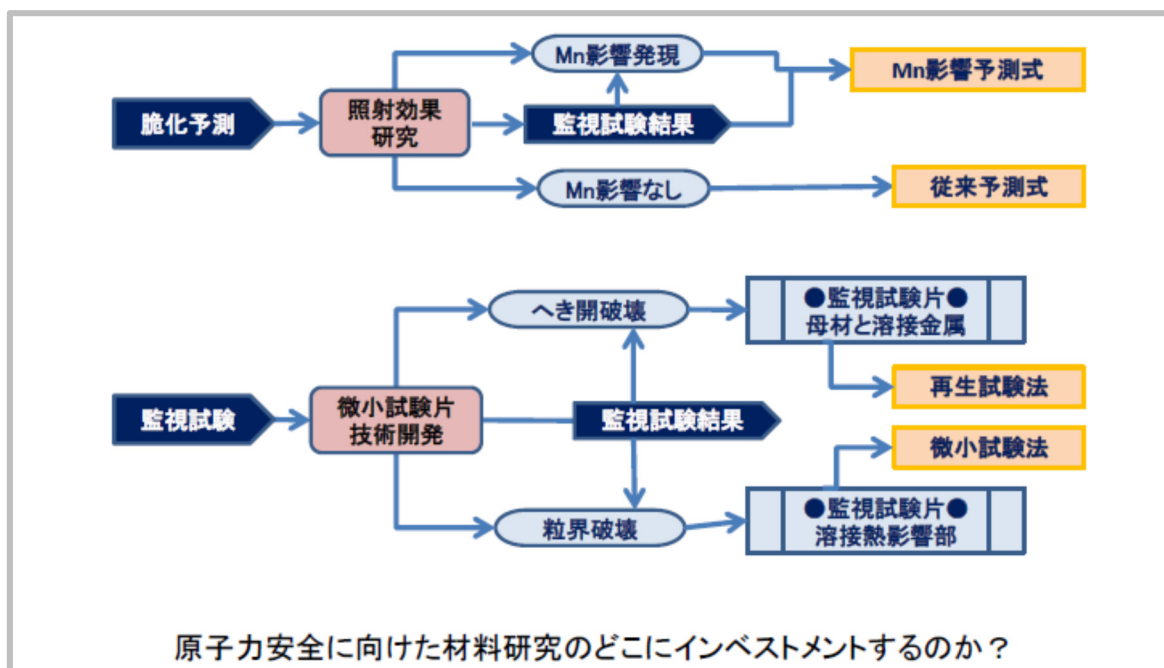 Mn影響発現
Mn影響予測式
脆化予測
照射効果
研究
監視試験結果
Mn影響なし
従来予測式
へき開破壊
●監視試験片●
母材と溶接金属
再生試験法
監視試験
微小試験片
技術開発
監視試験結果
微小試験法
粒界破壊
●監視試験片●
溶接熱影響部
原子力安全に向けた材料研究のどこにインベストメントするのか？